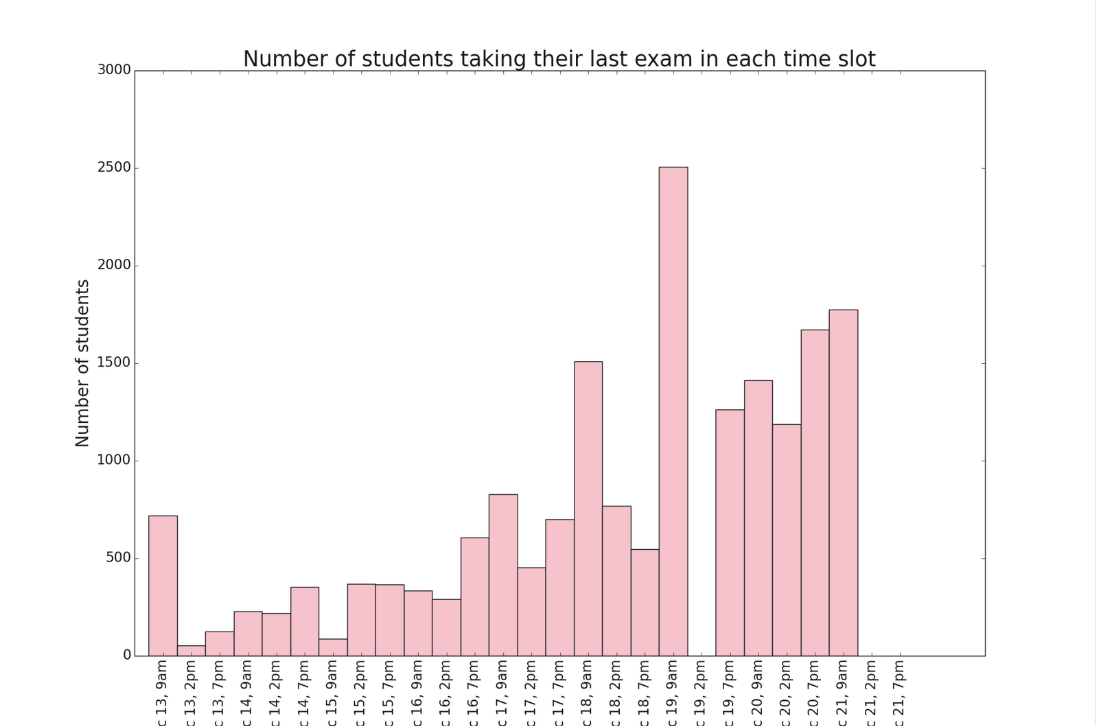 Number of students taking their last exam in each time slot
3000
2500
2000
1500
1000
500
0
Number of students
c 13, 9am
c 13, 2pm
c 13, 7pm
c 14, 9am
c 14, 2pm
c 14, 7pm
c 15, 9am
c 15, 2pm
c 15, 7pm
c 16, 9am
c 16, 2pm
c 16, 7pm
c 17, 9am
c 17, 2pm
c 17, 7pm
c 18, 9am
c 18, 2pm
c 18, 7pm
c 19, 9am
c 19, 2pm
c 19, 7pm
c 20, 9am
c 20, 2pm
c 20, 7pm
c 21, 9am
c 21, 2pm
c 21, 7pm